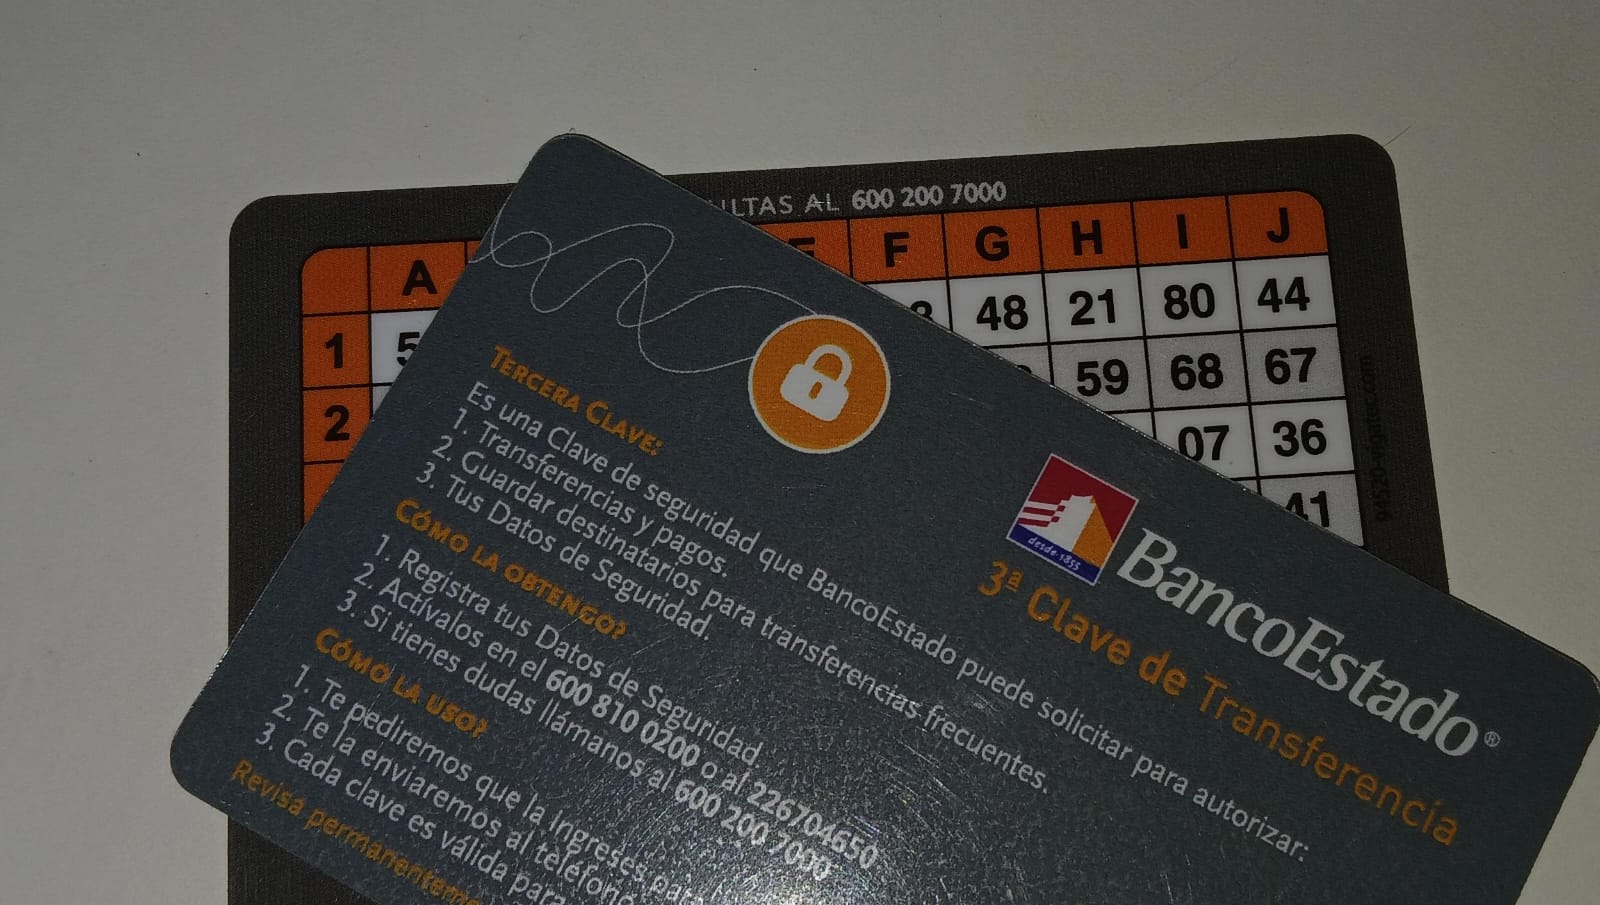 AL 600 200 7000
A F G H I J
1 48 21 80 44
59 68 67
2 07 36
41
94520-vigatec.com
TERCERA CLAVE:
Es una Clave de seguridad que BancoEstado puede solicitar para autorizar:
1. Transferencias y pagos.
2. Guardar destinatarios para transferencias frecuentes.
3. Tus Datos de Seguridad.
CÓMO LA OBTENGO?
1. Registra tus Datos de Seguridad
2. Actívalos en el 600 810 0200 o al 226704650
3. Si tienes dudas llámanos al 600 200 7000
CÓMO LA USO?
1. Te pediremos que la ingreses
2. Te la enviaremos al
3. Cada clave es válida para
Revisa
desde 1855
BancoEstado®
3ª Clave de Transferencia